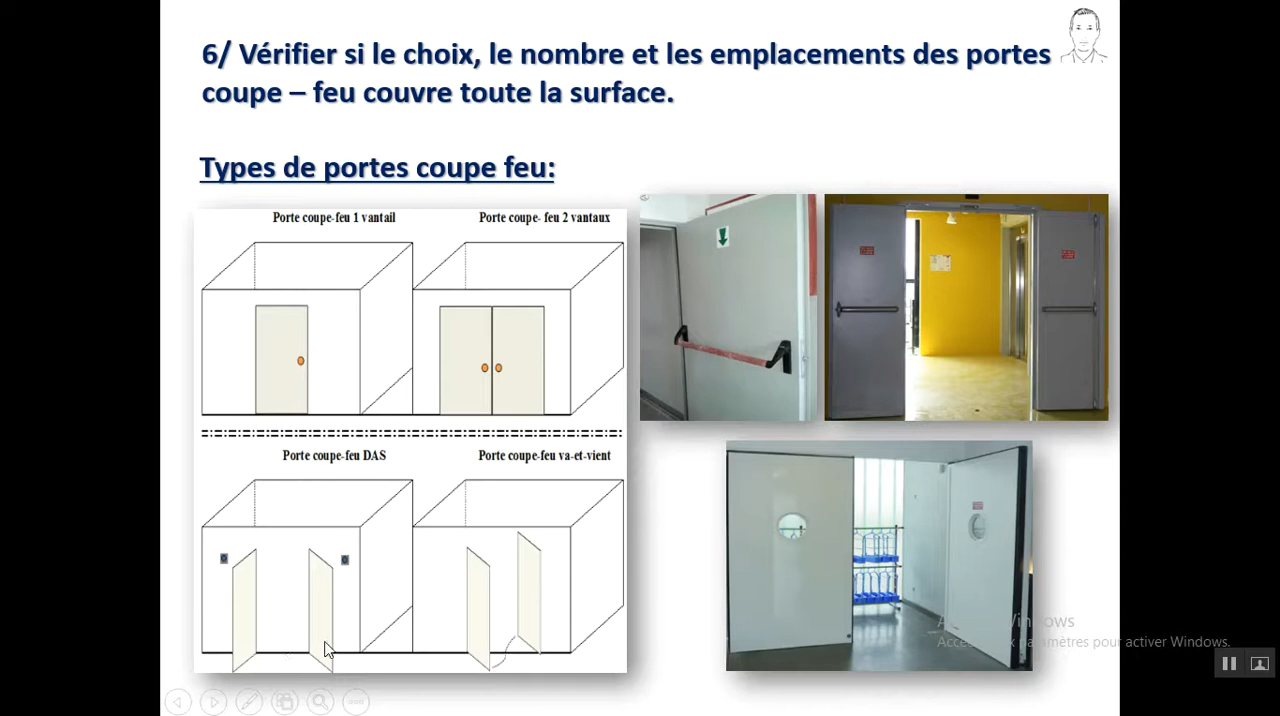 6/ Vérifier si le choix, le nombre et les emplacements des portes
coupe – feu couvre toute la surface.
Types de portes coupe feu:
Porte coupe-feu 1 vantail
Porte coupe- feu 2 vantaux
Porte coupe-feu DAS
Porte coupe-feu va-et-vient
Windows
paramètres pour activer Windows.